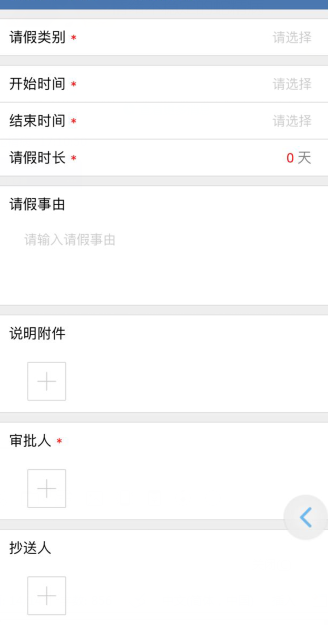 请假类别 * 请选择
开始时间 * 请选择
结束时间 * 请选择
请假时长 * 0 天
请假事由
请输入请假事由
说明附件
审批人 *
抄送人